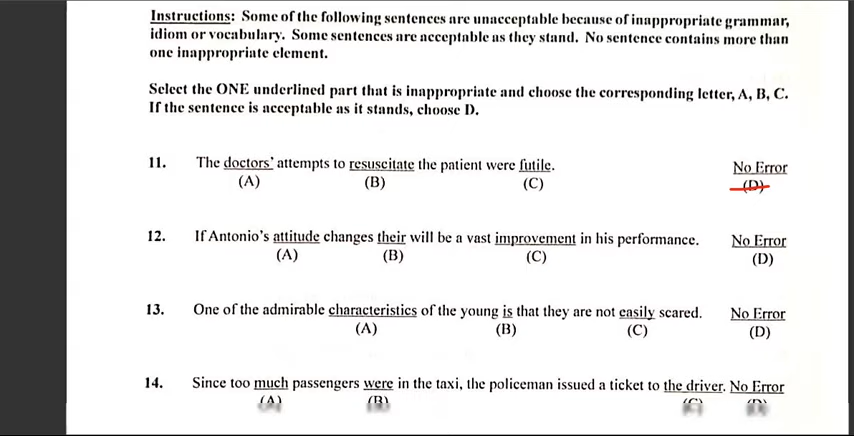 Instructions: Some of the following sentences are unacceptable because of inappropriate grammar,
idiom or vocabulary. Some sentences are acceptable as they stand. No sentence contains more than
one inappropriate element.
Select the ONE underlined part that is inappropriate and choose the corresponding letter, A, B, C.
If the sentence is acceptable as it stands, choose D.
11. The doctors' attempts to resuscitate the patient were futile. No Error
(A) (B) (C) (D)
12. If Antonio's attitude changes their will be a vast improvement in his performance. No Error
(A) (B) (C) (D)
13. One of the admirable characteristics of the young is that they are not easily scared. No Error
(A) (B) (C) (D)
14. Since too much passengers were in the taxi, the policeman issued a ticket to the driver. No Error
(A) (B) (C) (D)